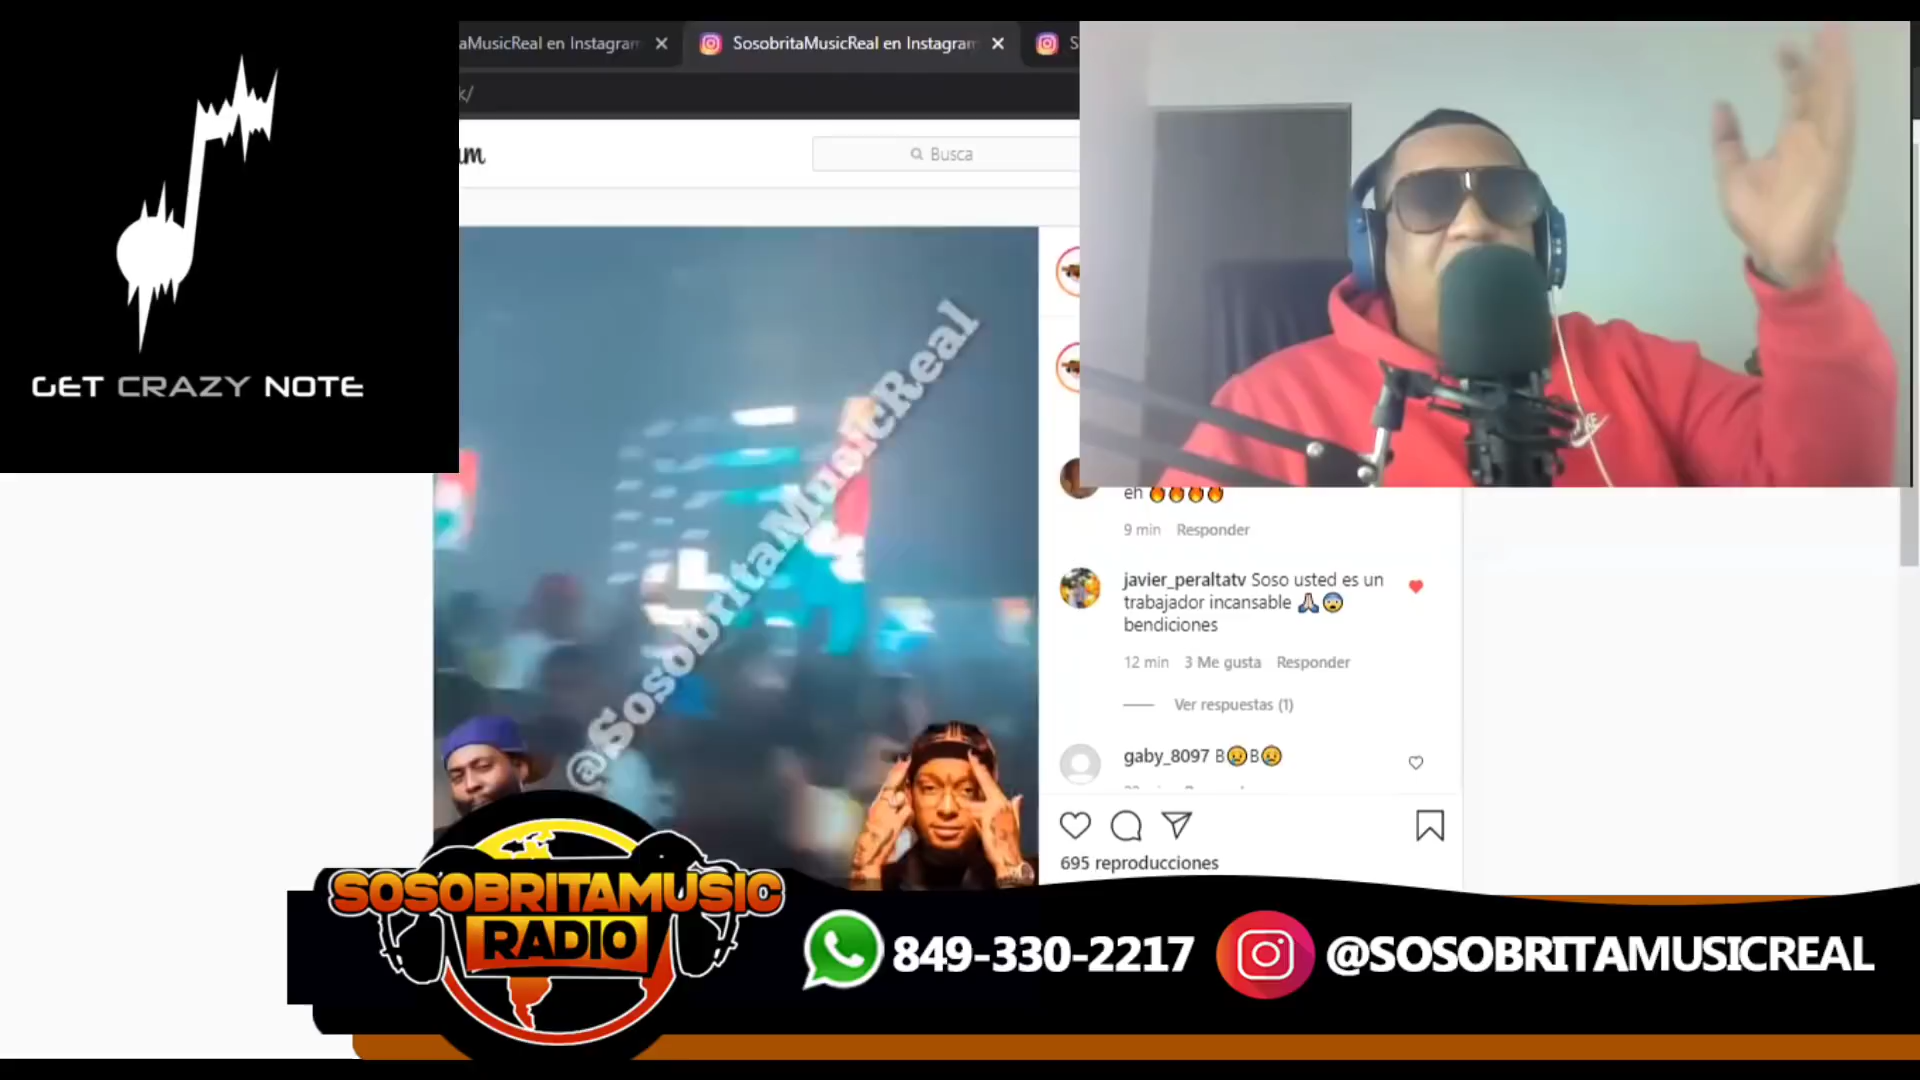 aMusicReal en Instagram
SosobritaMusicReal en Instagram
S
k/
GET CRAZY NOTE
am
Busca
@SosobritaMusicReal
eh 🔥🔥🔥🔥
9 min Responder
javier_peraltatv Soso usted es un
trabajador incansable 🙏🏻😨
bendiciones
12 min 3 Me gusta Responder
Ver respuestas (1)
gaby_8097 B😢B😢
695 reproducciones
SOSOBRITAMUSIC
RADIO
849-330-2217
@SOSOBRITAMUSICREAL